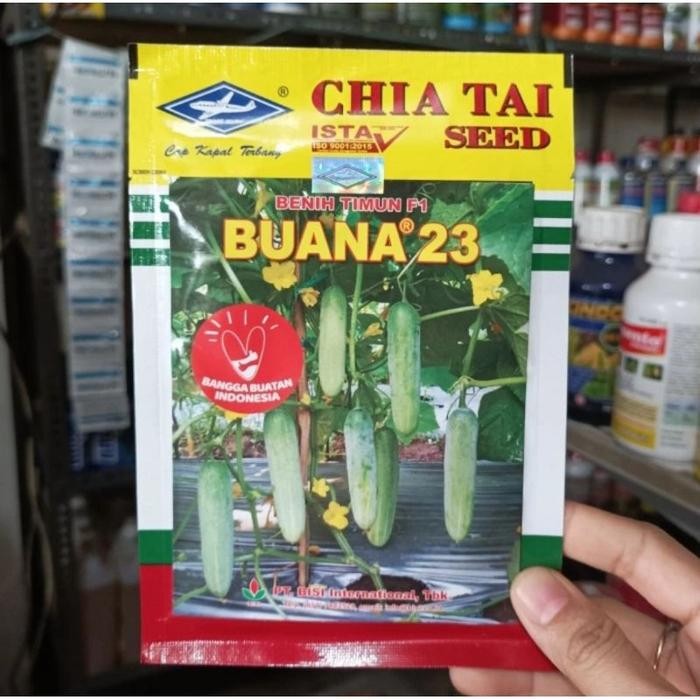 CHIA TAI
®
ISTA
ISO 9001:2015
SEED
Cap Kapal Terbang
BENIH TIMUN F1
BUANA® 23
BANGGA BUATAN
INDONESIA
PT. BISI International, Tbk.